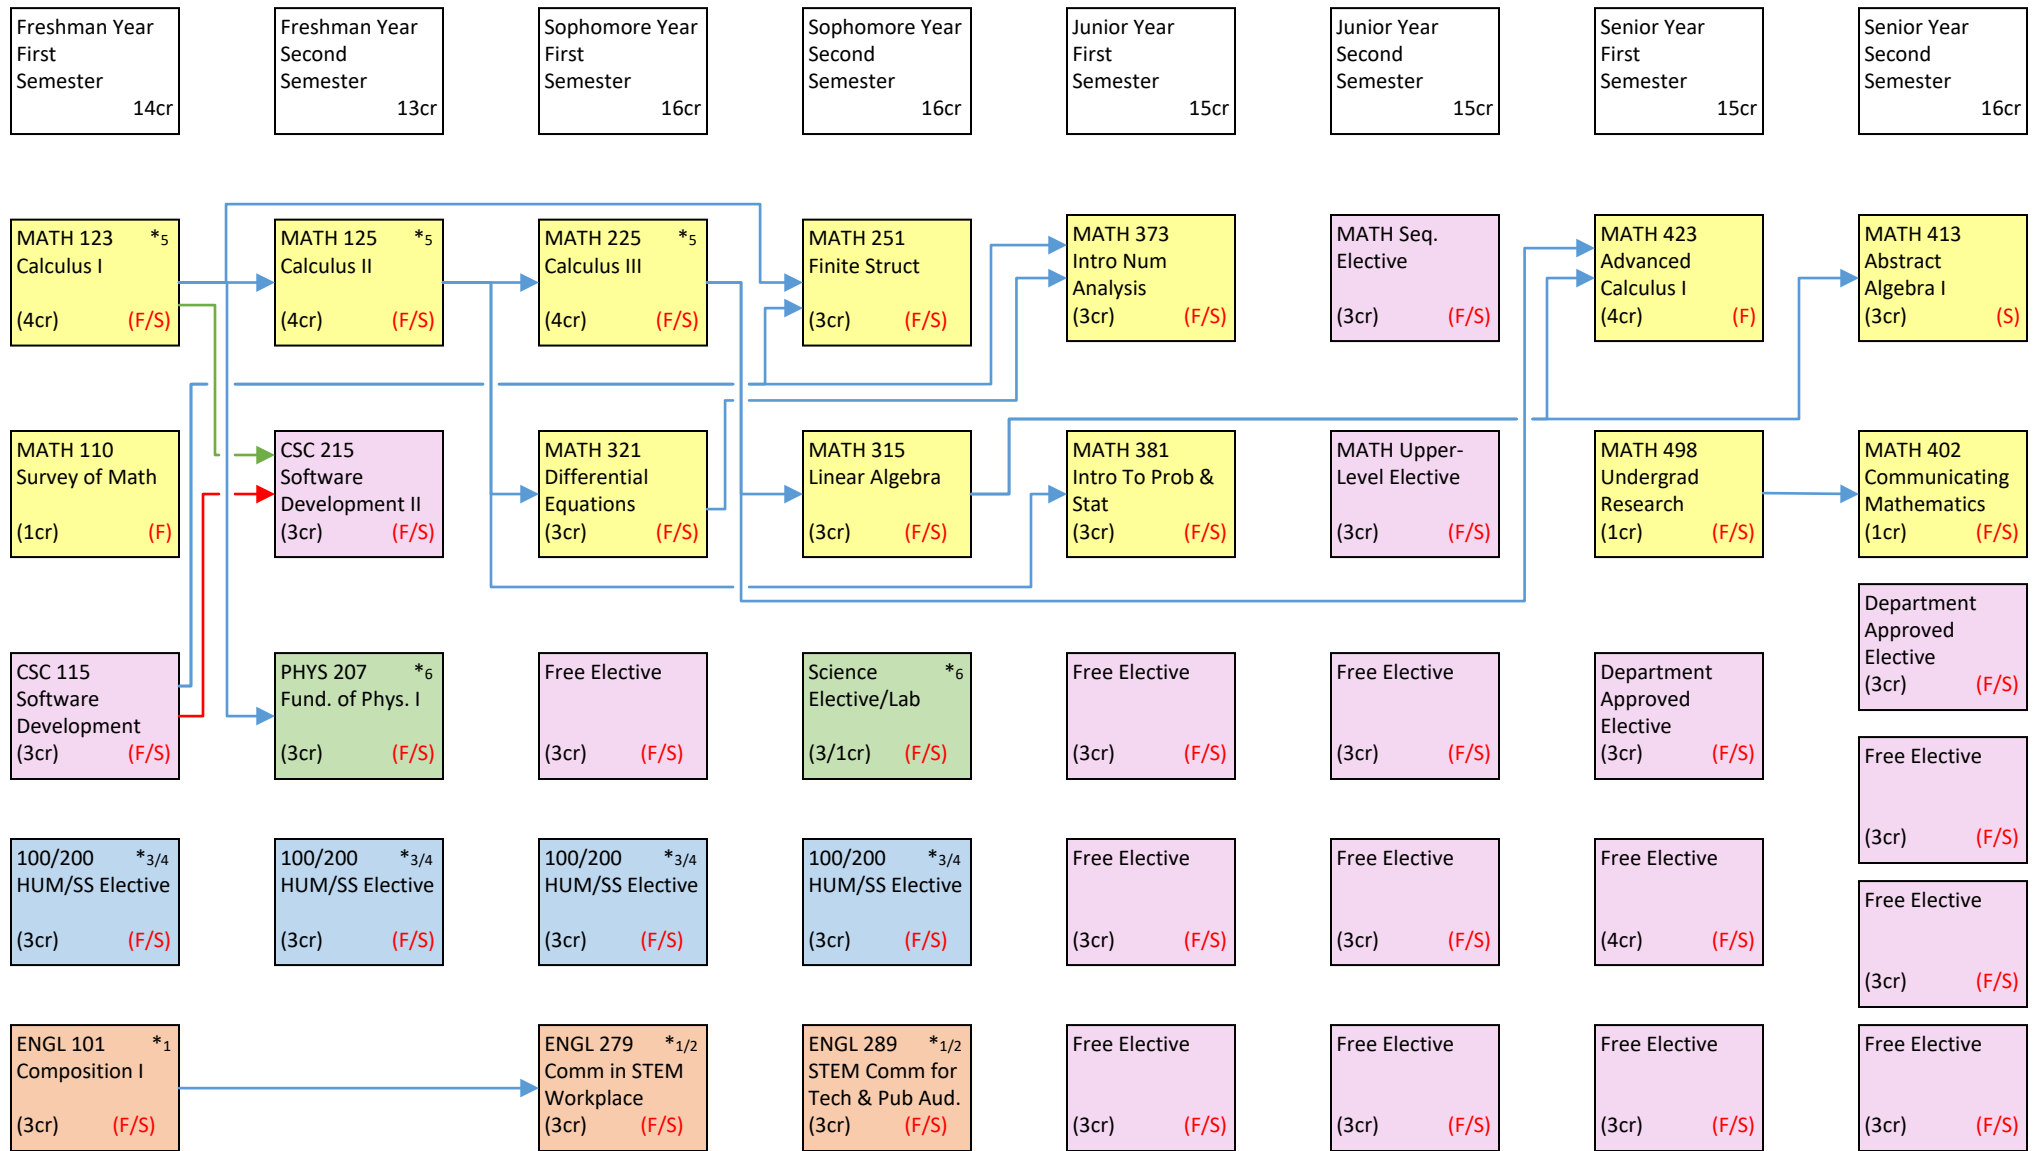 Freshman Year
First
Semester
14cr
Freshman Year
Second
Semester
13cr
Sophomore Year
First
Semester
16cr
Sophomore Year
Second
Semester
16cr
Junior Year
First
Semester
15cr
Junior Year
Second
Semester
15cr
Senior Year
First
Semester
15cr
Senior Year
Second
Semester
16cr
MATH 123 *5
Calculus I
(4cr) (F/S)
MATH 125 *5
Calculus II
(4cr) (F/S)
MATH 225 *5
Calculus III
(4cr) (F/S)
MATH 251
Finite Struct
(3cr) (F/S)
MATH 373
Intro Num
Analysis
(3cr) (F/S)
MATH Seq.
Elective
(3cr) (F/S)
MATH 423
Advanced
Calculus I
(4cr) (F)
MATH 413
Abstract
Algebra I
(3cr) (S)
MATH 110
Survey of Math
(1cr) (F)
CSC 215
Software
Development II
(3cr) (F/S)
MATH 321
Differential
Equations
(3cr) (F/S)
MATH 315
Linear Algebra
(3cr) (F/S)
MATH 381
Intro To Prob &
Stat
(3cr) (F/S)
MATH Upper-
Level Elective
(3cr) (F/S)
MATH 498
Undergrad
Research
(1cr) (F/S)
MATH 402
Communicating
Mathematics
(1cr) (F/S)
CSC 115
Software
Development
(3cr) (F/S)
PHYS 207 *6
Fund. of Phys. I
(3cr) (F/S)
Free Elective
(3cr) (F/S)
Science *6
Elective/Lab
(3/1cr) (F/S)
Free Elective
(3cr) (F/S)
Free Elective
(3cr) (F/S)
Department
Approved
Elective
(3cr) (F/S)
Department
Approved
Elective
(3cr) (F/S)
Free Elective
(3cr) (F/S)
100/200 *3/4
HUM/SS Elective
(3cr) (F/S)
100/200 *3/4
HUM/SS Elective
(3cr) (F/S)
100/200 *3/4
HUM/SS Elective
(3cr) (F/S)
100/200 *3/4
HUM/SS Elective
(3cr) (F/S)
Free Elective
(3cr) (F/S)
Free Elective
(3cr) (F/S)
Free Elective
(4cr) (F/S)
Free Elective
(3cr) (F/S)
ENGL 101 *1
Composition I
(3cr) (F/S)
ENGL 279 *1/2
Comm in STEM
Workplace
(3cr) (F/S)
ENGL 289 *1/2
STEM Comm for
Tech & Pub Aud.
(3cr) (F/S)
Free Elective
(3cr) (F/S)
Free Elective
(3cr) (F/S)
Free Elective
(3cr) (F/S)
Free Elective
(3cr) (F/S)